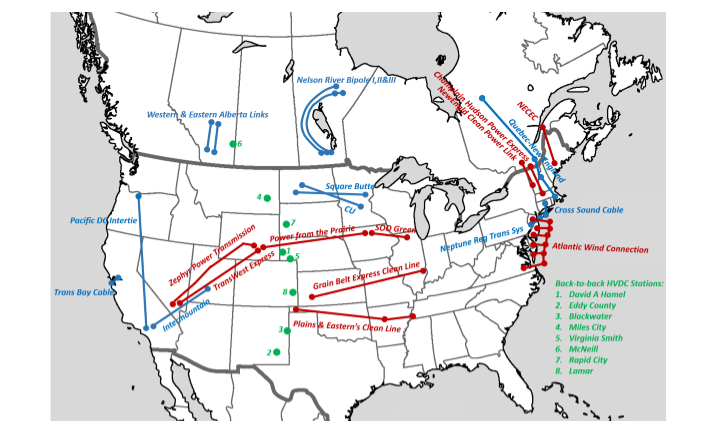 Nelson River Bipole I,II&III
Western & Eastern Alberta Links
6
Champlain Hudson Power Express
NewEngld Clean Power Link
NECEC
Quebec-New England
Square Butte
CU
4
7
Pacific DC Intertie
Cross Sound Cable
Power from the Prairie
SOO Green
Neptune Reg Trans Sys
Zephyr Power Transmission
TransWest Express
1
5
Atlantic Wind Connection
Grain Belt Express Clean Line
Trans Bay Cable
Intermountain
8
Plains & Eastern's Clean Line
3
2
Back-to-back HVDC Stations:
1. David A Hamel
2. Eddy County
3. Blackwater
4. Miles City
5. Virginia Smith
6. McNeill
7. Rapid City
8. Lamar